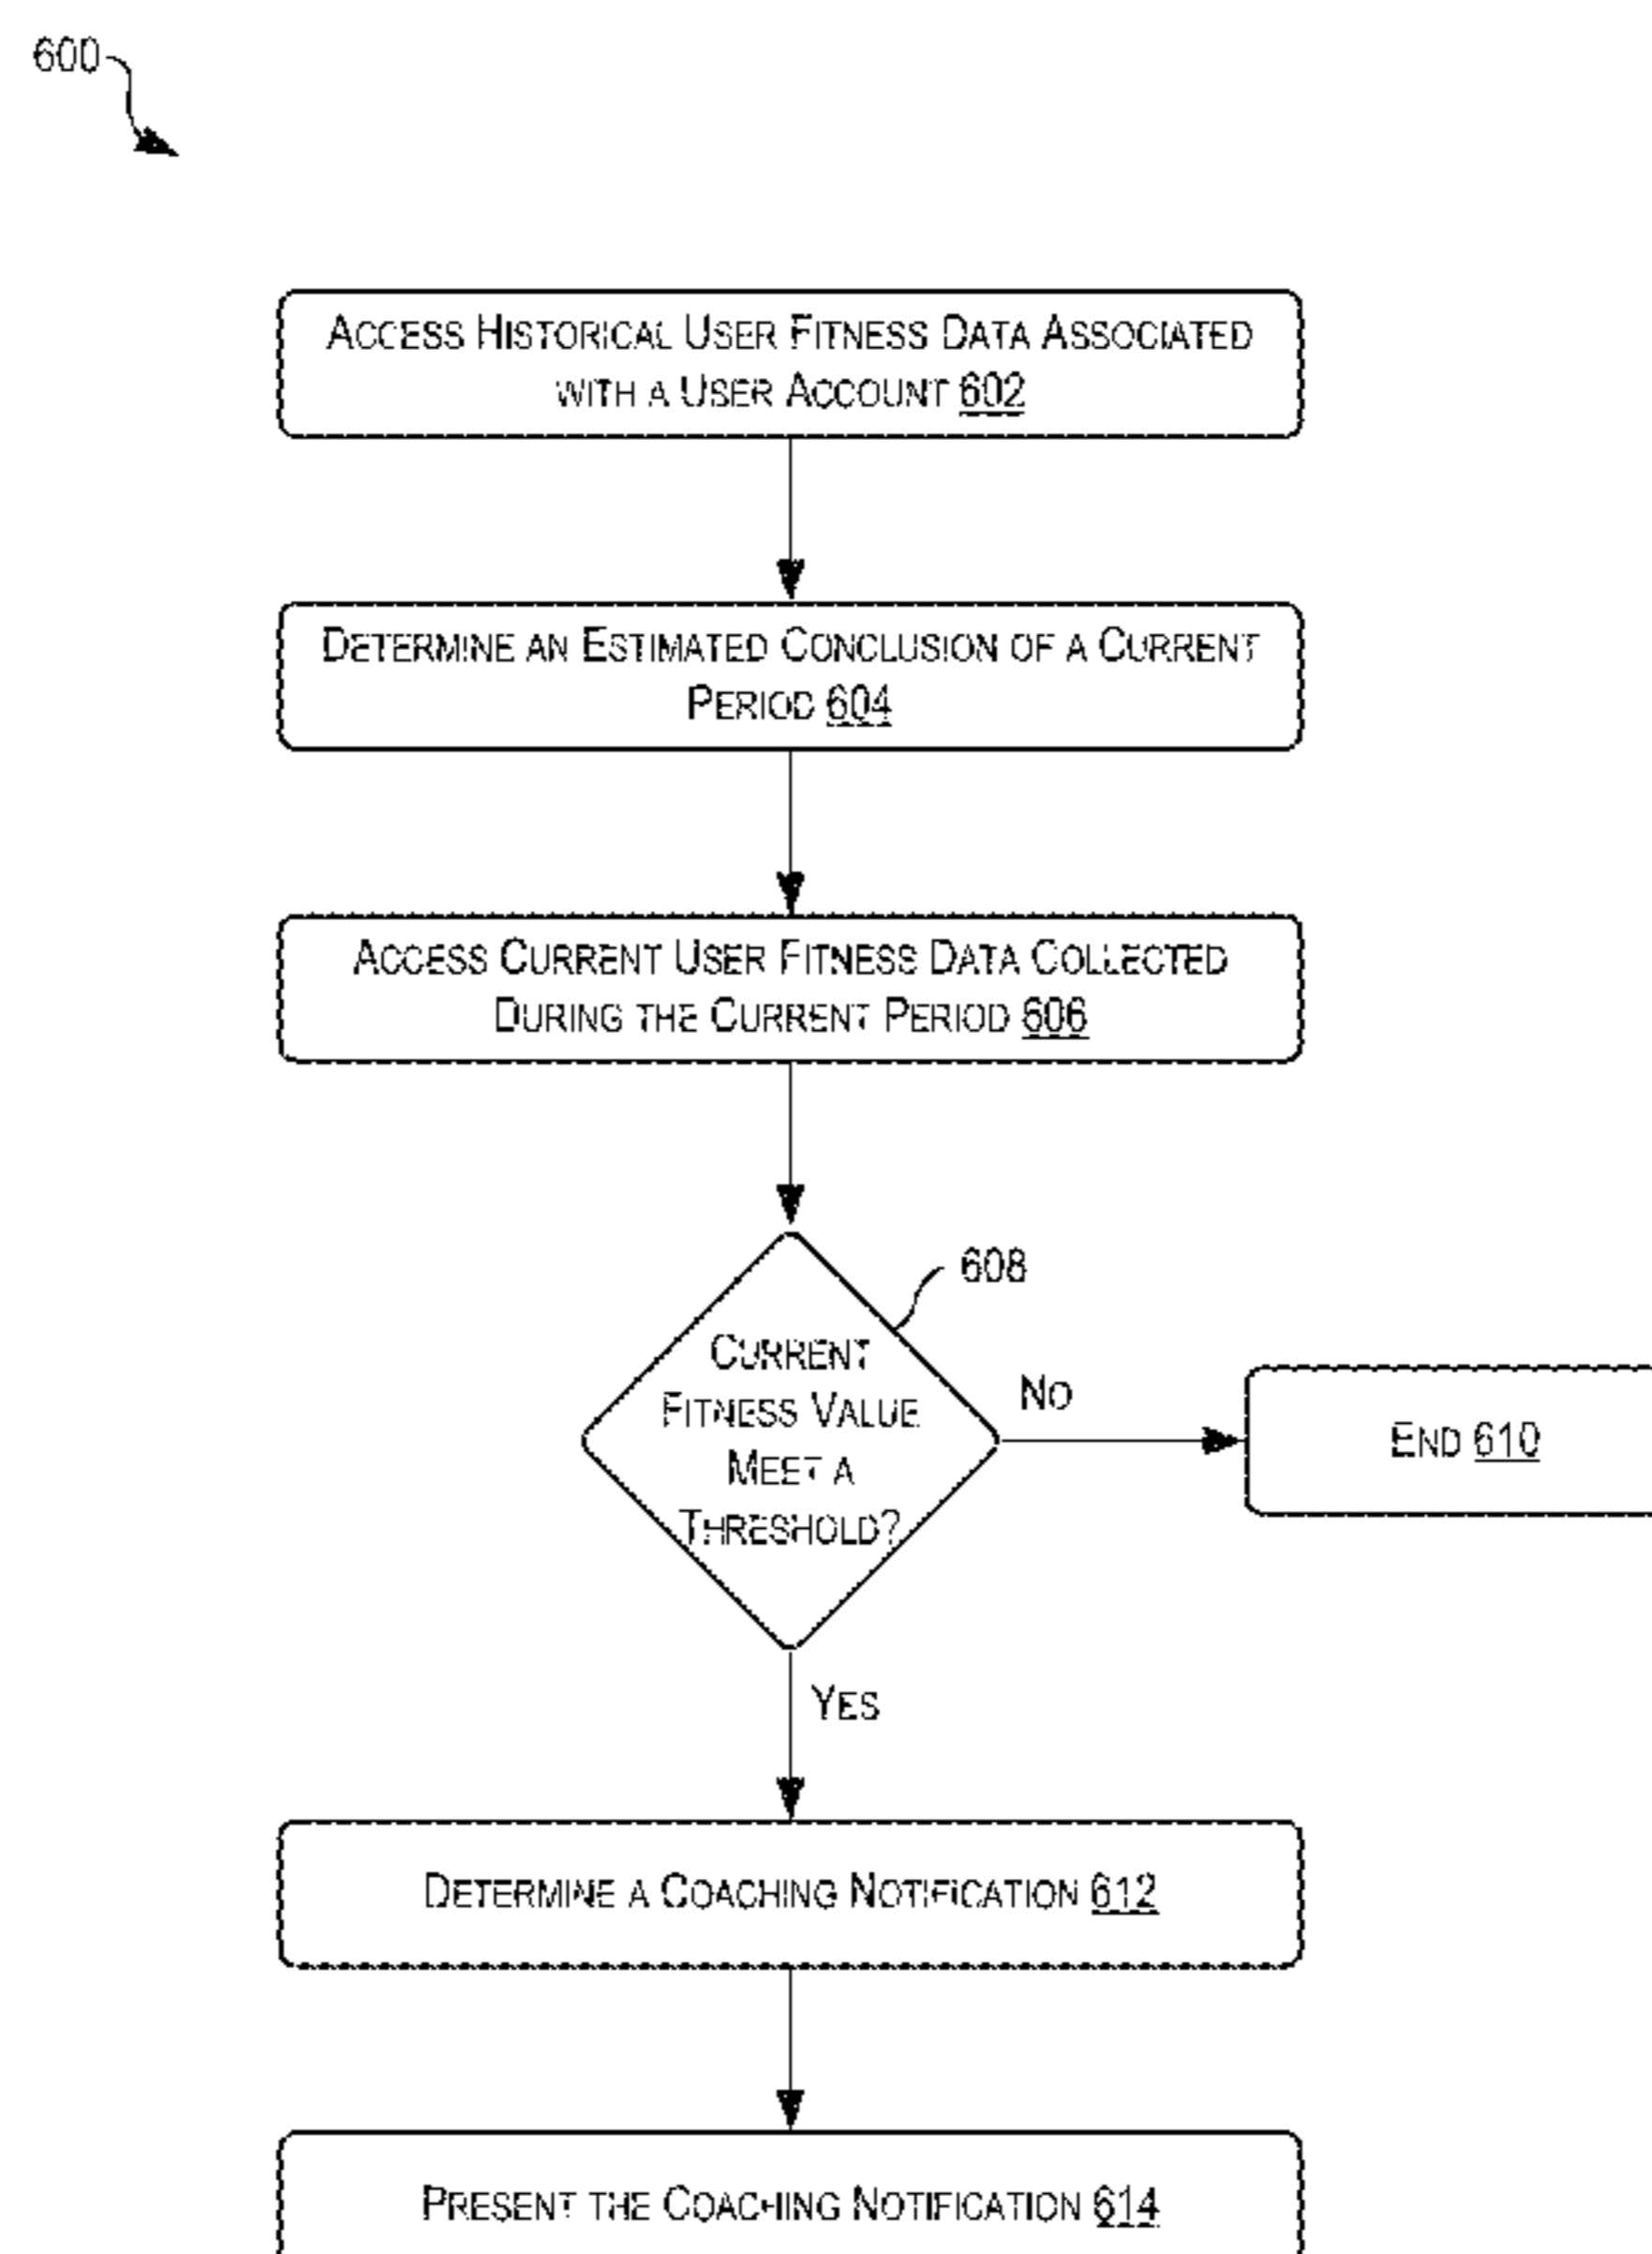 600
ACCESS HISTORICAL USER FITNESS DATA ASSOCIATED
WITH A USER ACCOUNT 602
DETERMINE AN ESTIMATED CONCLUSION OF A CURRENT
PERIOD 604
ACCESS CURRENT USER FITNESS DATA COLLECTED
DURING THE CURRENT PERIOD 606
608
CURRENT
FITNESS VALUE
MEET A
THRESHOLD?
NO
END 610
YES
DETERMINE A COACHING NOTIFICATION 612
PRESENT THE COACHING NOTIFICATION 614